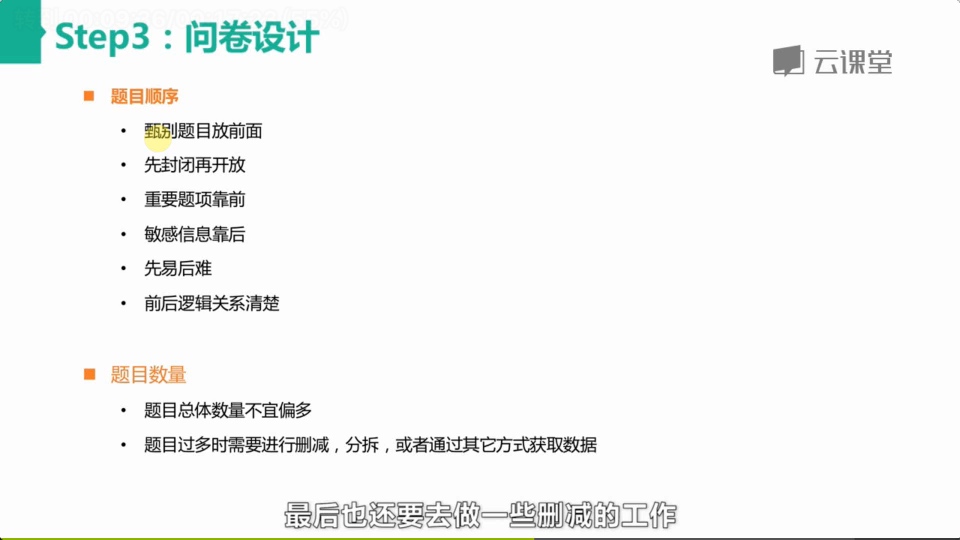 Step3：问卷设计
云课堂
题目顺序
甄别题目放前面
先封闭再开放
重要题项靠前
敏感信息靠后
先易后难
前后逻辑关系清楚
题目数量
题目总体数量不宜偏多
题目过多时需要进行删减，分拆，或者通过其它方式获取数据
最后也还要去做一些删减的工作